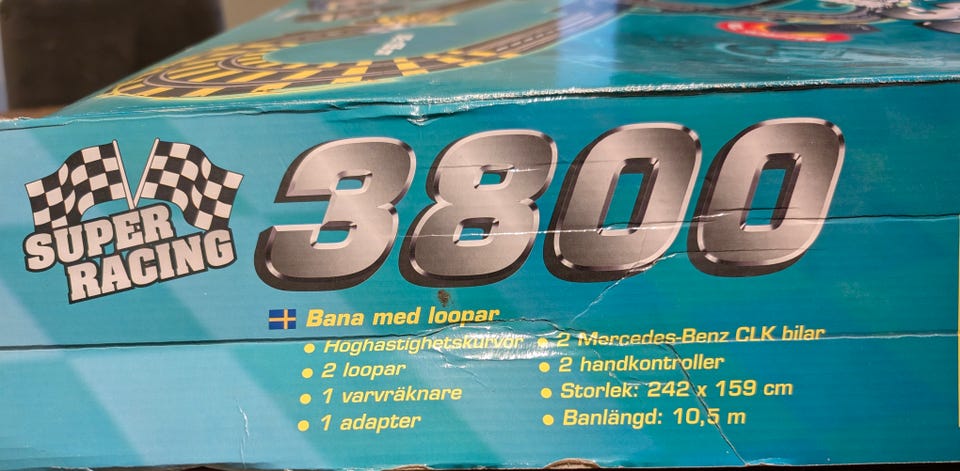 SUPER
RACING
3800
Bana med loopar
Höghastighetskurvor
2 loopar
1 varvräknare
1 adapter
2 Mercedes-Benz CLK bilar
2 handkontroller
Storlek: 242 x 159 cm
Banlängd: 10,5 m